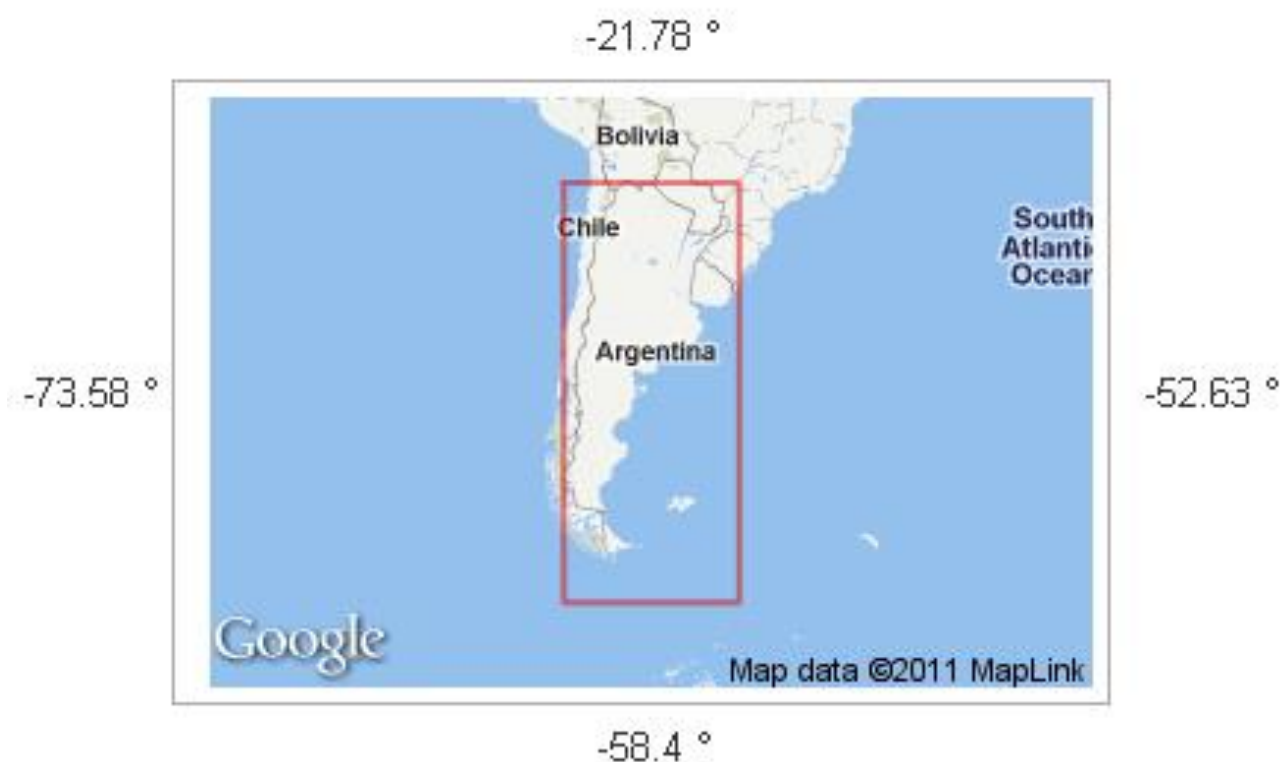 -21.78 °
Bolivia
Chile
South
Atlanti
Ocear
Argentina
-73.58 °
-52.63 °
Google
Map data ©2011 MapLink
-58.4 °